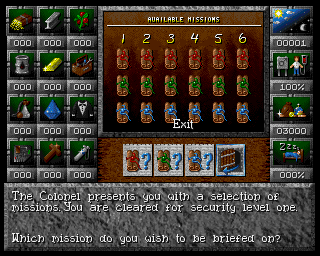 AVAILABLE MISSIONS
1 2 3 4 5 6
000 000 000
00001
000 000 000
100%
Exit
000 000 000
03000
? ? ?
Zzz
000 000 000
000%
The Colonel presents you with a selection of
missions.You are cleared for security level one.
Which mission do you wish to be briefed on?